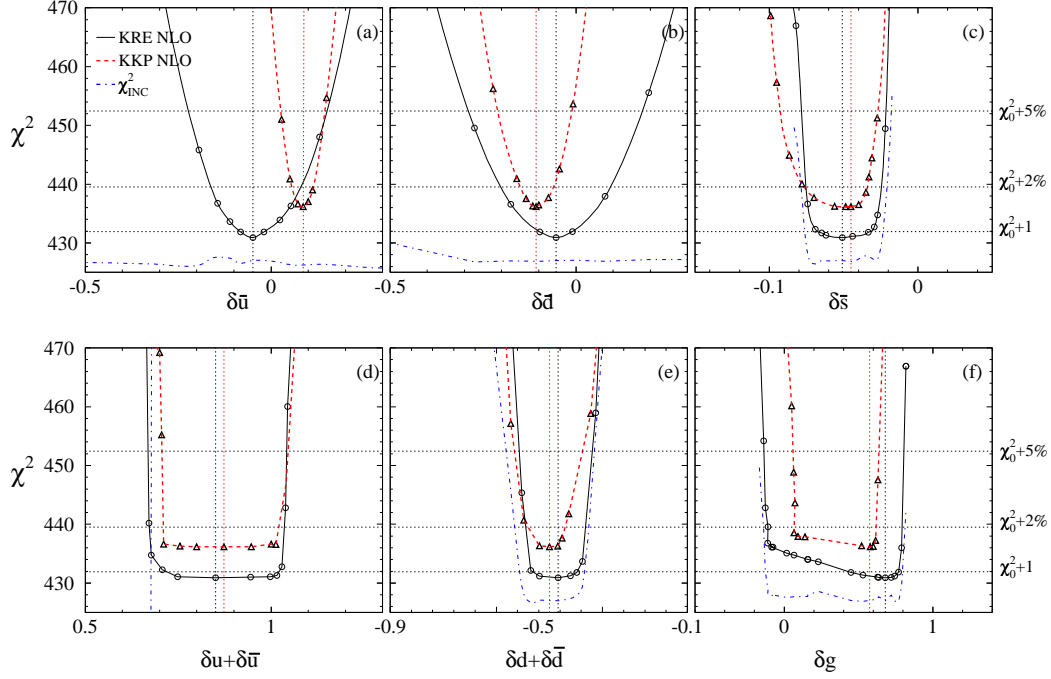 470
460
450
440
430
χ²
KRE NLO
KKP NLO
χ²INC
(a)
(b)
(c)
χ₀²+5%
χ₀²+2%
χ₀²+1
-0.5
0
-0.5
0
-0.1
0
δū
δd̄
δs̄
470
460
450
440
430
χ²
(d)
(e)
(f)
χ₀²+5%
χ₀²+2%
χ₀²+1
0.5
1
-0.9
-0.5
-0.1
0
1
δu+δū
δd+δd̄
δg